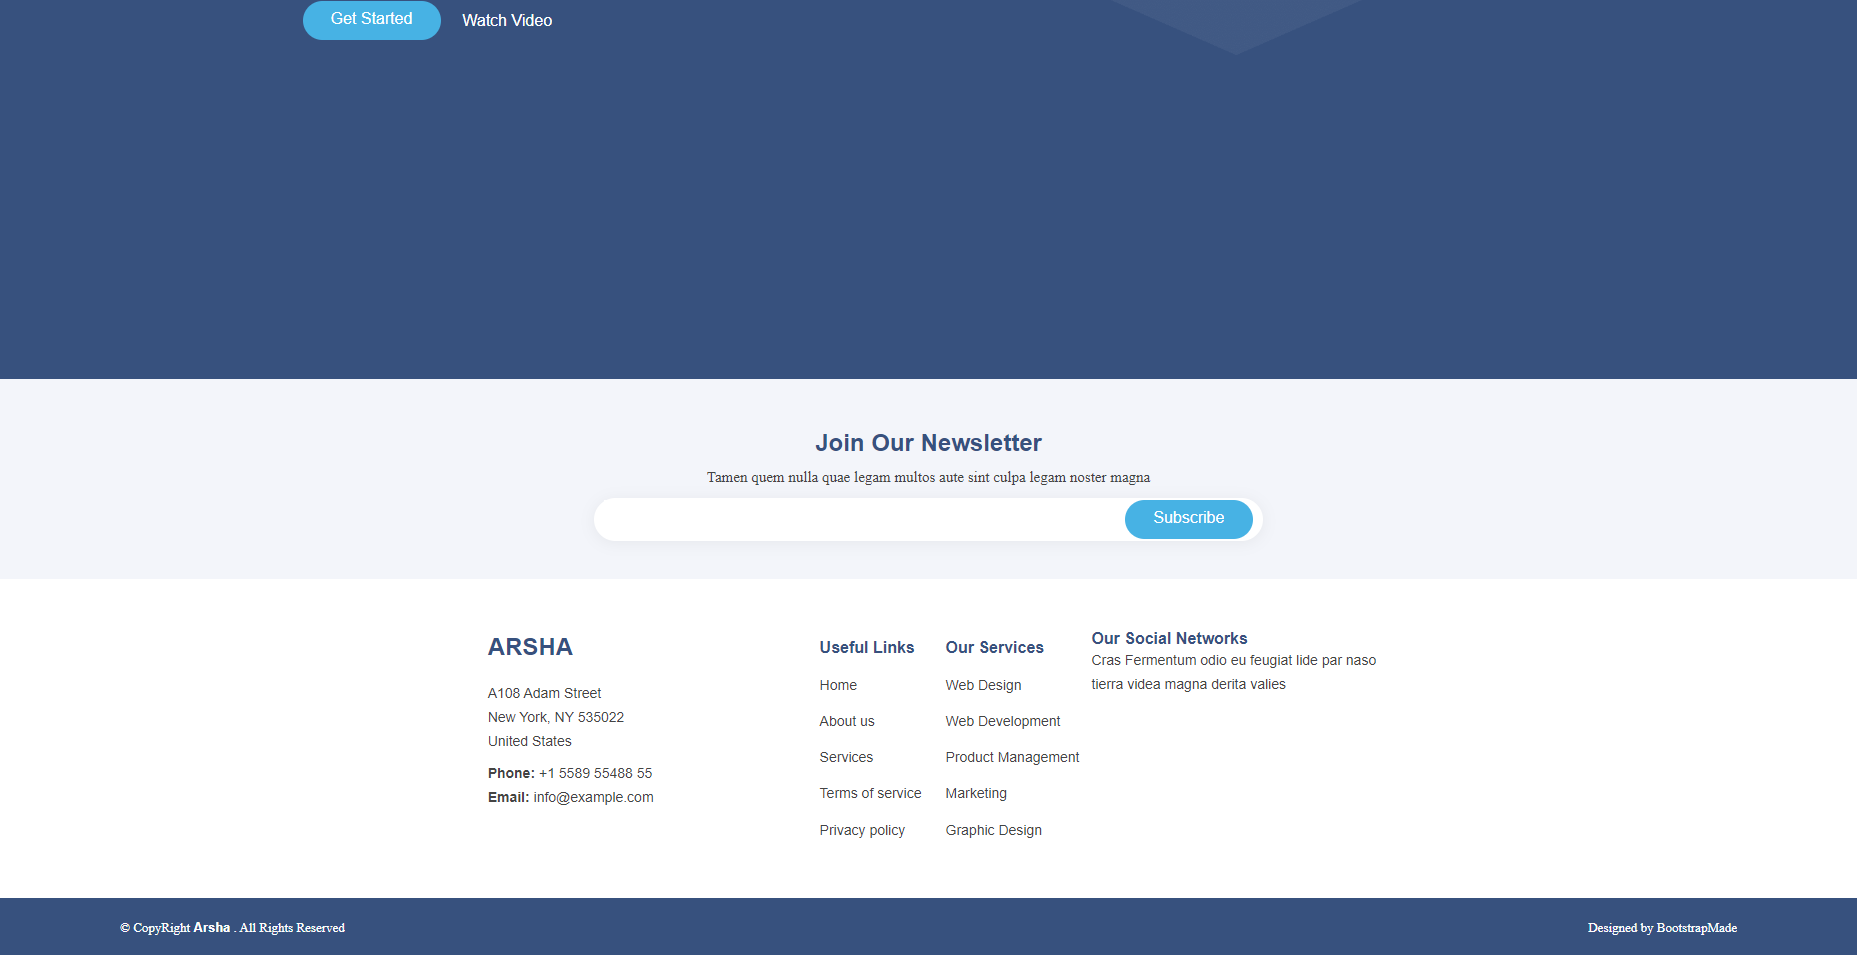 Get Started
Watch Video
Join Our Newsletter
Tamen quem nulla quae legam multos aute sint culpa legam noster magna
Subscribe
ARSHA
A108 Adam Street
New York, NY 535022
United States
Phone: +1 5589 55488 55
Email: info@example.com
Useful Links
Home
About us
Services
Terms of service
Privacy policy
Our Services
Web Design
Web Development
Product Management
Marketing
Graphic Design
Our Social Networks
Cras Fermentum odio eu feugiat lide par naso
tierra videa magna derita valies
© CopyRight Arsha . All Rights Reserved
Designed by BootstrapMade